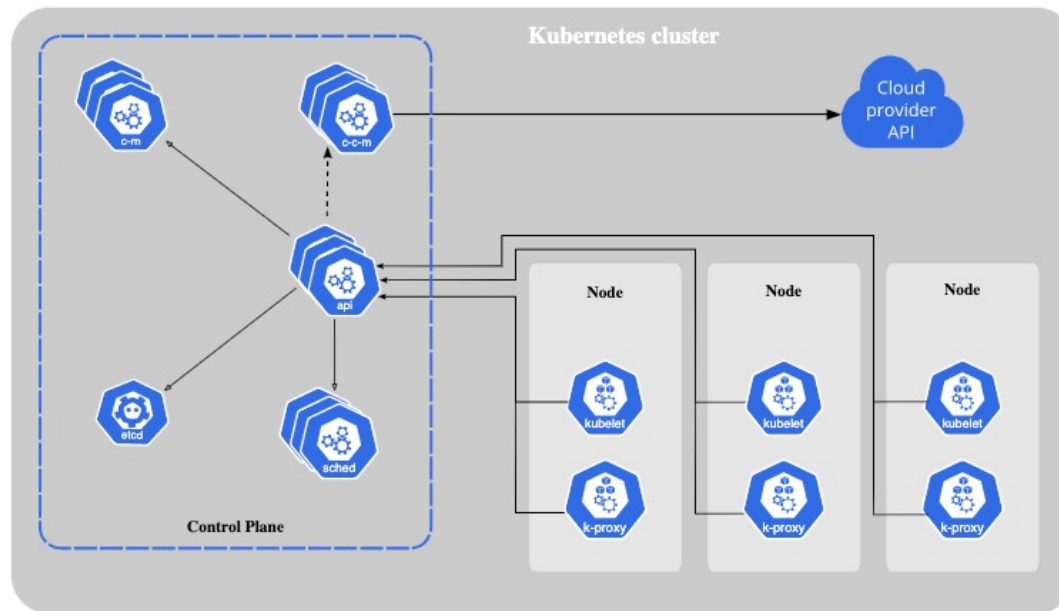 Kubernetes cluster
c-m
c-c-m
Cloud
provider
API
api
Node
Node
Node
etcd
sched
kubelet
kubelet
kubelet
k-proxy
k-proxy
k-proxy
Control Plane